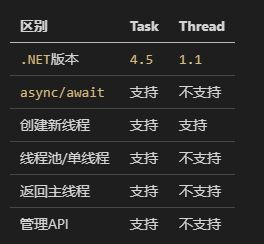 区别 Task Thread
.NET版本 4.5 1.1
async/await 支持 不支持
创建新线程 支持 支持
线程池/单线程 支持 不支持
返回主线程 支持 不支持
管理API 支持 不支持